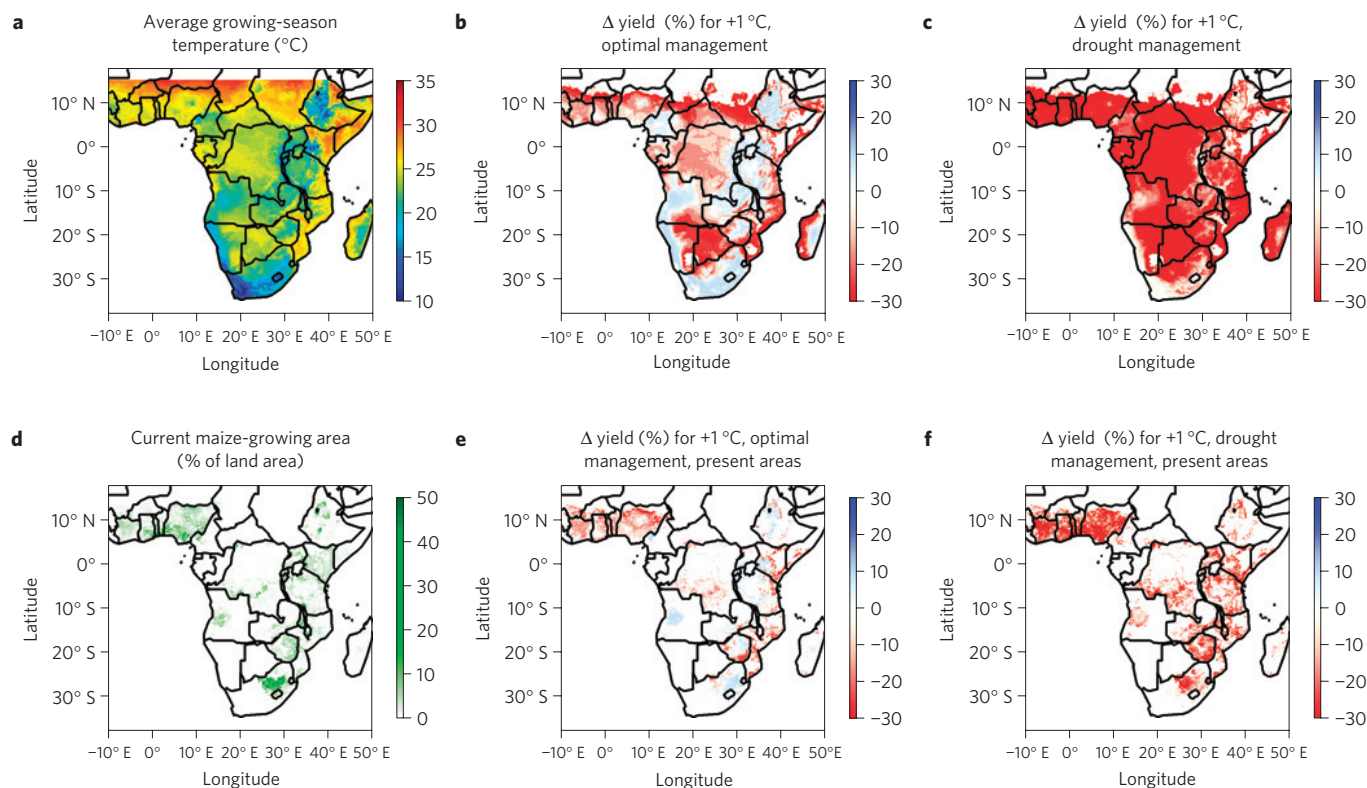 a
Average growing-season
temperature (°C)
b
Δ yield (%) for +1 °C,
optimal management
c
Δ yield (%) for +1 °C,
drought management
10° N
0°
10° S
20° S
30° S
Latitude
−10° E 0° 10° E 20° E 30° E 40° E 50° E
Longitude
35
30
25
20
15
10
10° N
0°
10° S
20° S
30° S
Latitude
−10° E 0° 10° E 20° E 30° E 40° E 50° E
Longitude
30
20
10
0
−10
−20
−30
10° N
0°
10° S
20° S
30° S
Latitude
−10° E 0° 10° E 20° E 30° E 40° E 50° E
Longitude
30
20
10
0
−10
−20
−30
d
Current maize-growing area
(% of land area)
e
Δ yield (%) for +1 °C, optimal
management, present areas
f
Δ yield (%) for +1 °C, drought
management, present areas
10° N
0°
10° S
20° S
30° S
Latitude
−10° E 0° 10° E 20° E 30° E 40° E 50° E
Longitude
50
40
30
20
10
0
10° N
0°
10° S
20° S
30° S
Latitude
−10° E 0° 10° E 20° E 30° E 40° E 50° E
Longitude
30
20
10
0
−10
−20
−30
10° N
0°
10° S
20° S
30° S
Latitude
−10° E 0° 10° E 20° E 30° E 40° E 50° E
Longitude
30
20
10
0
−10
−20
−30